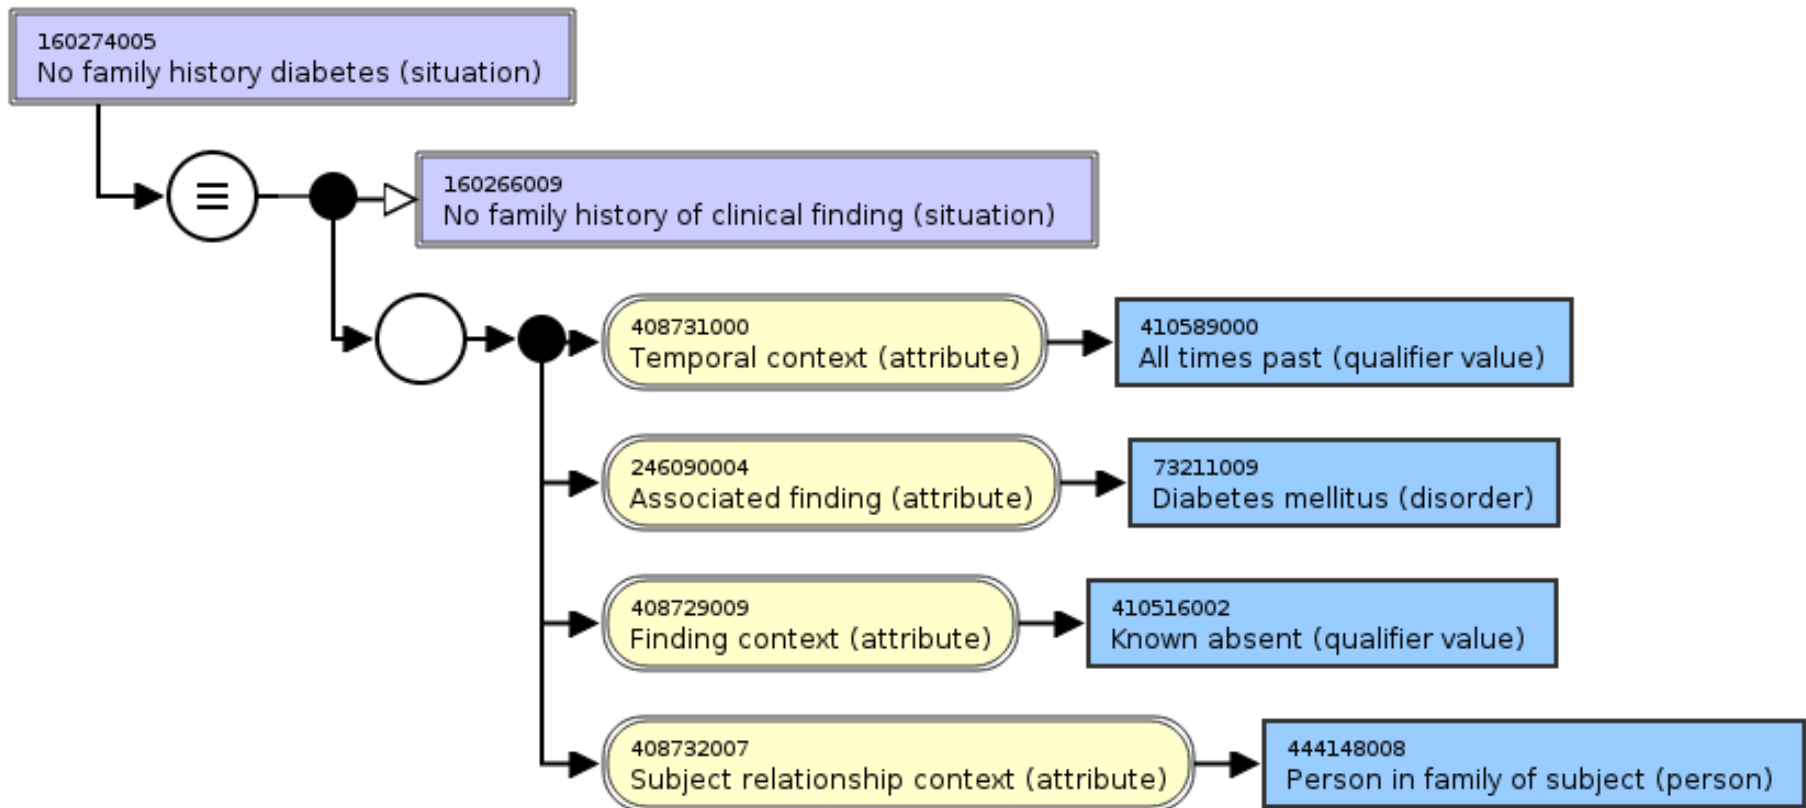 160274005
No family history diabetes (situation)
≡
160266009
No family history of clinical finding (situation)
408731000
Temporal context (attribute)
410589000
All times past (qualifier value)
246090004
Associated finding (attribute)
73211009
Diabetes mellitus (disorder)
408729009
Finding context (attribute)
410516002
Known absent (qualifier value)
408732007
Subject relationship context (attribute)
444148008
Person in family of subject (person)